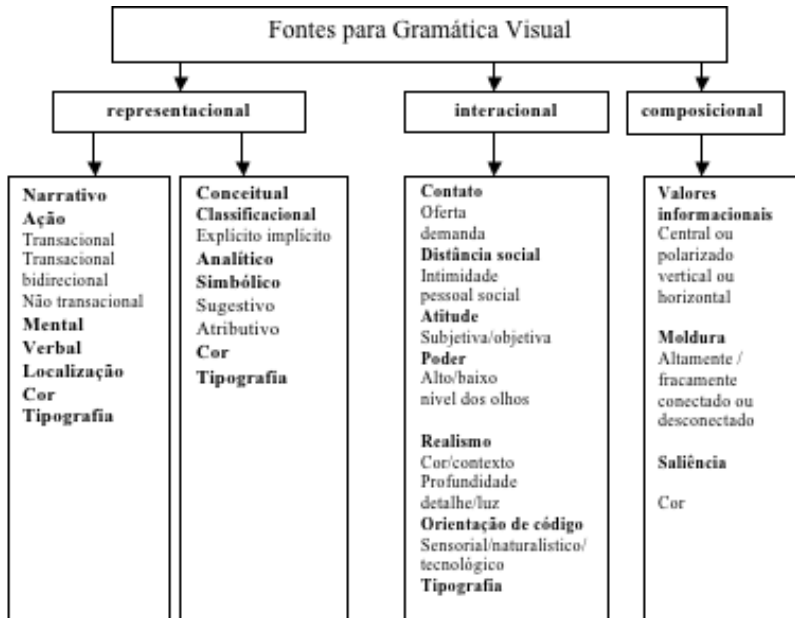 Fontes para Gramática Visual
representacional
interacional
composicional
Narrativo
Ação
Transacional
Transacional
bidirecional
Não transacional
Mental
Verbal
Localização
Cor
Tipografia
Conceitual
Classificacional
Explícito implícito
Analítico
Simbólico
Sugestivo
Atributivo
Cor
Tipografia
Contato
Oferta
demanda
Distância social
Intimidade
pessoal social
Atitude
Subjetiva/objetiva
Poder
Alto/baixo
nível dos olhos
Realismo
Cor/contexto
Profundidade
detalhe/luz
Orientação de código
Sensorial/naturalístico/
tecnológico
Tipografia
Valores
informacionais
Central ou
polarizado
vertical ou
horizontal
Moldura
Altamente /
fracamente
conectado ou
desconectado
Saliência
Cor